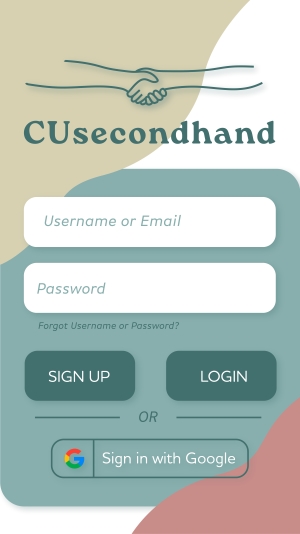 CUsecondhand
Username or Email
Password
Forgot Username or Password?
SIGN UP LOGIN
OR
Sign in with Google